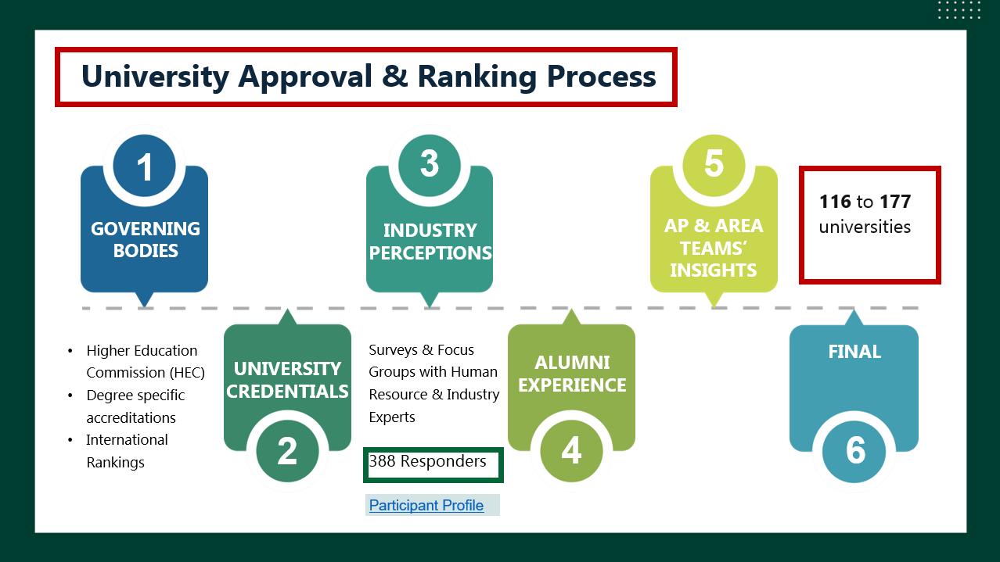 University Approval & Ranking Process
1
GOVERNING
BODIES
• Higher Education
Commission (HEC)
• Degree specific
accreditations
• International
Rankings
UNIVERSITY
CREDENTIALS
2
3
INDUSTRY
PERCEPTIONS
Surveys & Focus
Groups with Human
Resource & Industry
Experts
388 Responders
Participant Profile
ALUMNI
EXPERIENCE
4
5
AP & AREA
TEAMS’
INSIGHTS
116 to 177
universities
FINAL
6